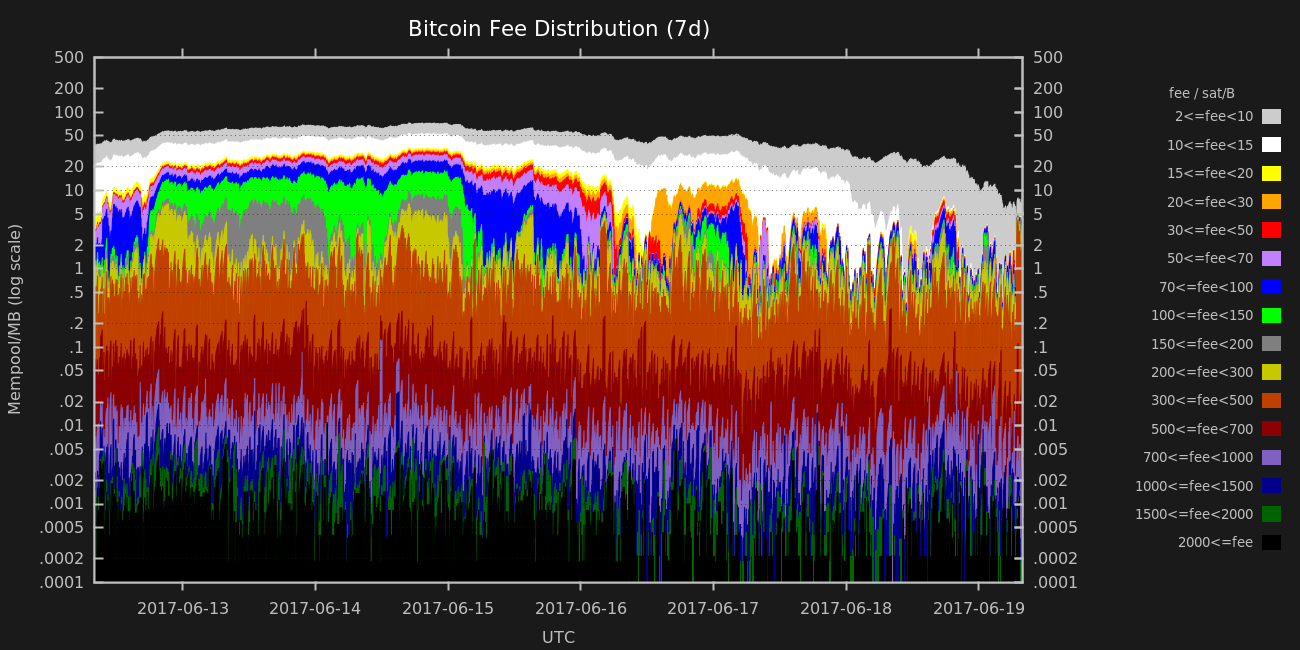 Bitcoin Fee Distribution (7d)
Mempool/MB (log scale)
500
200
100
50
20
10
5
2
1
.5
.2
.1
.05
.02
.01
.005
.002
.001
.0005
.0002
.0001
500
200
100
50
20
10
5
2
1
.5
.2
.1
.05
.02
.01
.005
.002
.001
.0005
.0002
.0001
fee / sat/B
2<=fee<10
10<=fee<15
15<=fee<20
20<=fee<30
30<=fee<50
50<=fee<70
70<=fee<100
100<=fee<150
150<=fee<200
200<=fee<300
300<=fee<500
500<=fee<700
700<=fee<1000
1000<=fee<1500
1500<=fee<2000
2000<=fee
2017-06-13 2017-06-14 2017-06-15 2017-06-16 2017-06-17 2017-06-18 2017-06-19
UTC